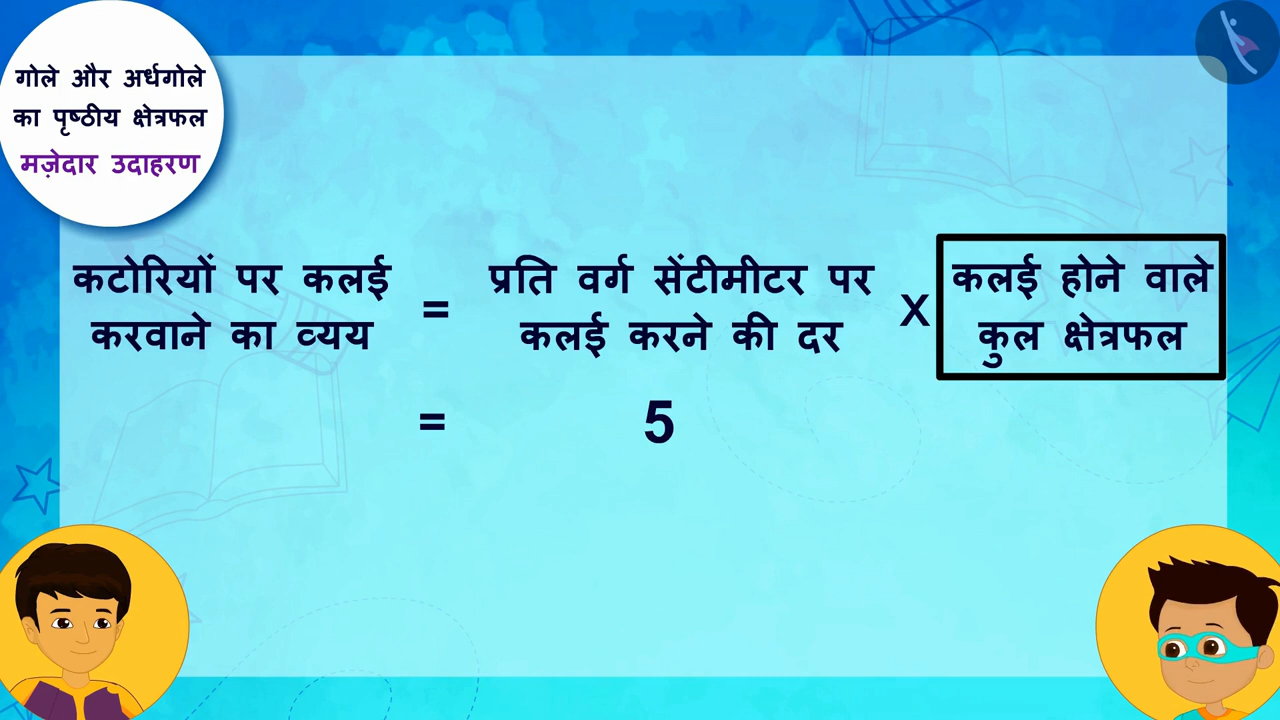 गोले और अर्धगोले
का पृष्ठीय क्षेत्रफल
मज़ेदार उदाहरण
कटोरियों पर कलई
करवाने का व्यय
=
प्रति वर्ग सेंटीमीटर पर
कलई करने की दर
X
कलई होने वाले
कुल क्षेत्रफल
= 5